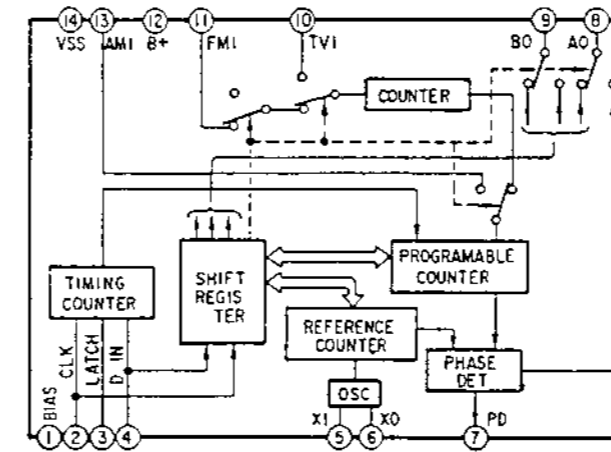 14 13 12 11 10 9 8
VSS AMI B+ FMI TVI BO AO
COUNTER
TIMING
COUNTER
SHIFT
REGIS
TER
PROGRAMABLE
COUNTER
REFERENCE
COUNTER
PHASE
DET
OSC
BIAS CLK LATCH D IN
XI XO PD
1 2 3 4 5 6 7